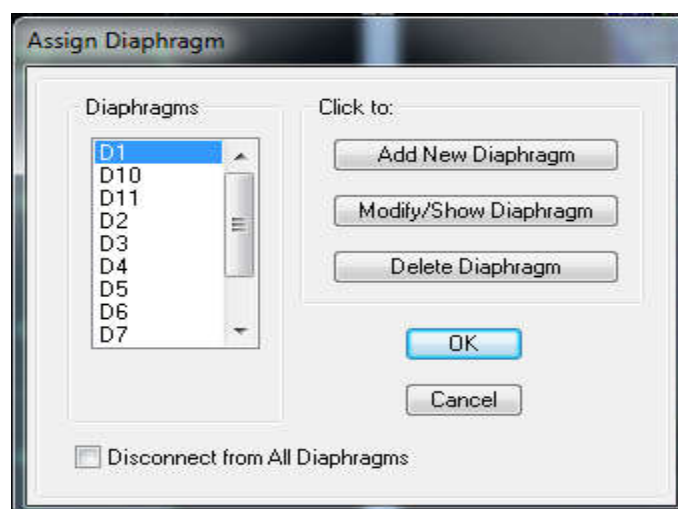 Assign Diaphragm
Diaphragms
D1
D10
D11
D2
D3
D4
D5
D6
D7
Click to:
Add New Diaphragm
Modify/Show Diaphragm
Delete Diaphragm
OK
Cancel
Disconnect from All Diaphragms